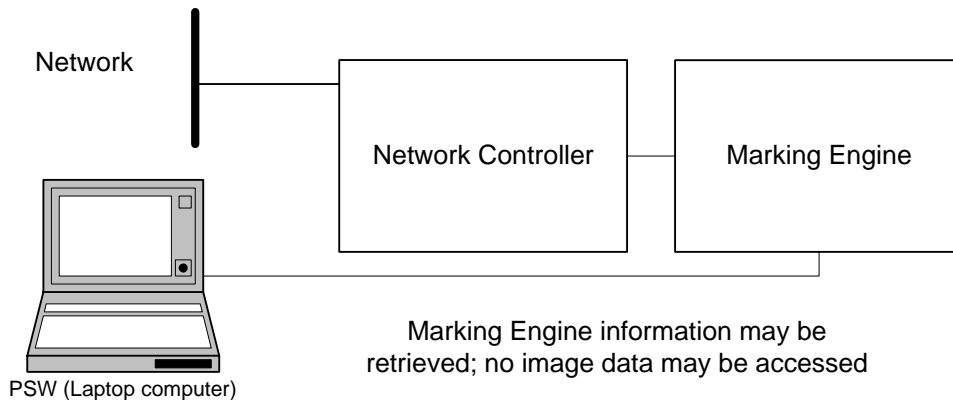 Network
Network Controller
Marking Engine
Marking Engine information may be
retrieved; no image data may be accessed
PSW (Laptop computer)